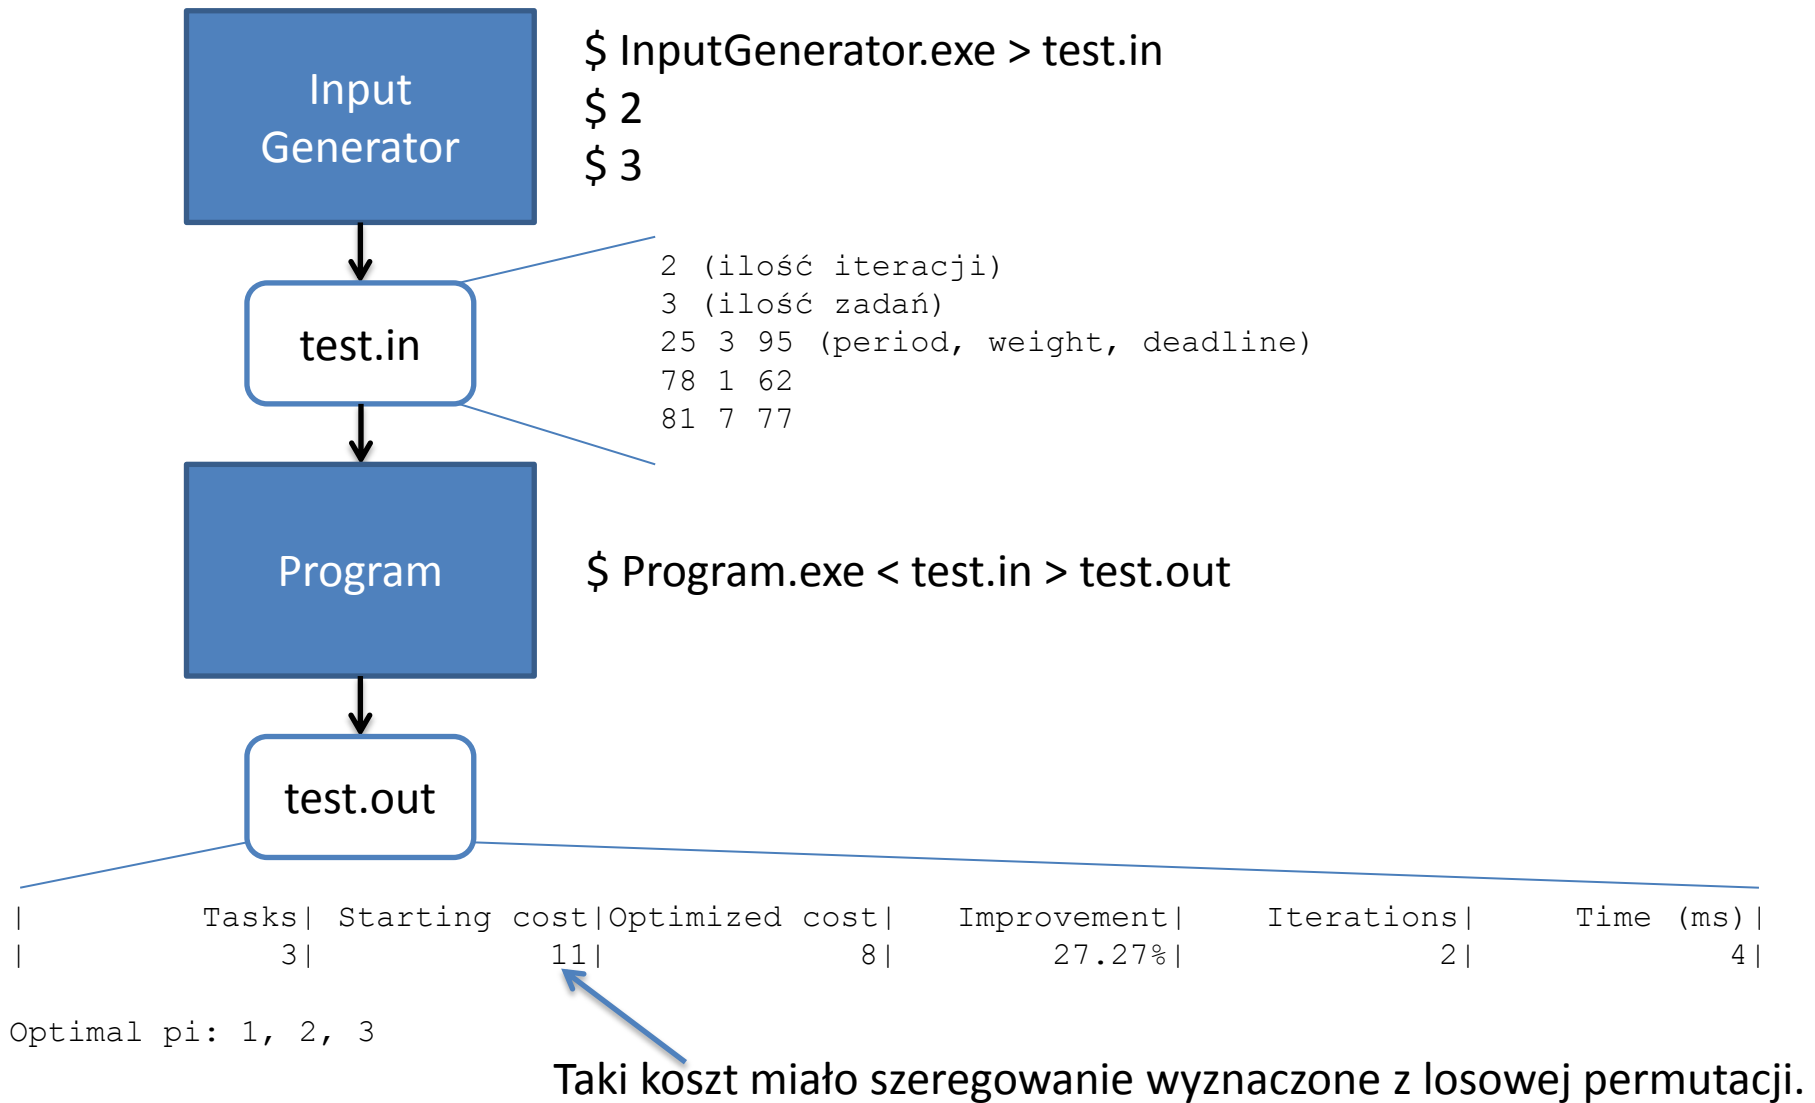 Input
Generator
$ InputGenerator.exe > test.in
$ 2
$ 3
test.in
2 (ilość iteracji)
3 (ilość zadań)
25 3 95 (period, weight, deadline)
78 1 62
81 7 77
Program
$ Program.exe < test.in > test.out
test.out
| Tasks| Starting cost|Optimized cost| Improvement| Iterations| Time (ms)|
| 3| 11| 8| 27.27%| 2| 4|
Optimal pi: 1, 2, 3
Taki koszt miało szeregowanie wyznaczone z losowej permutacji.